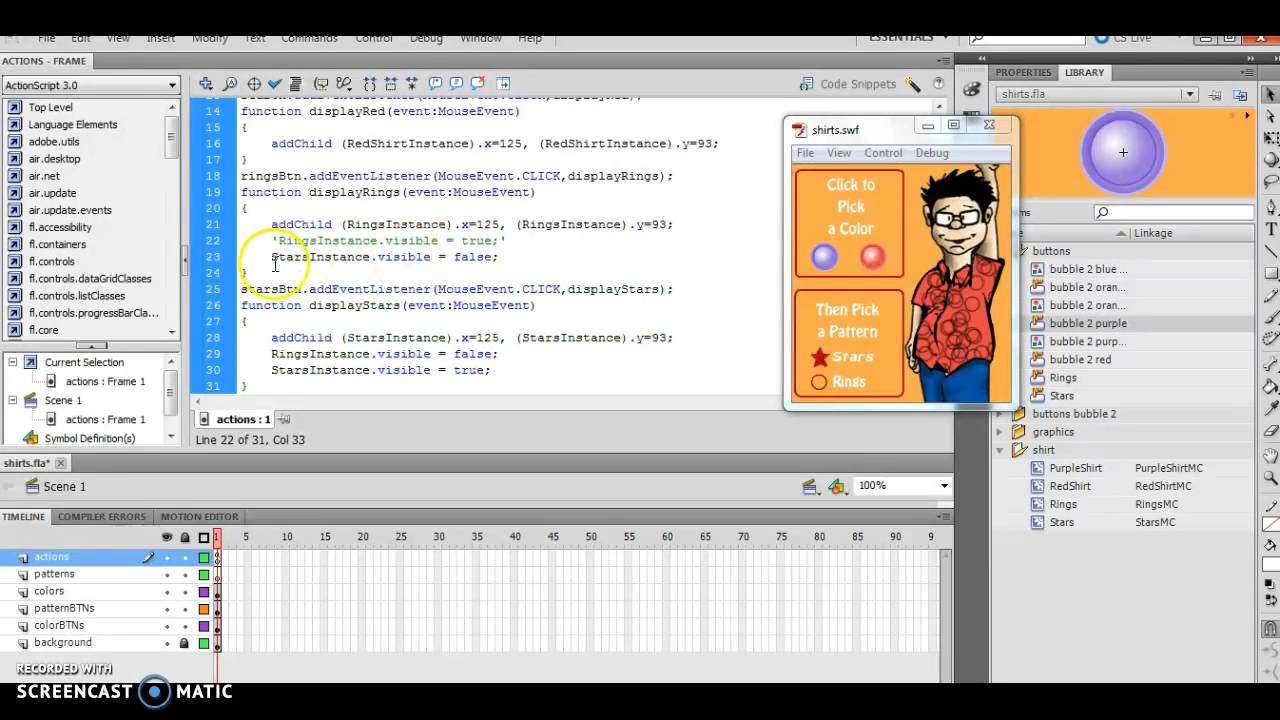 File Edit View Insert Modify Text Commands Control Debug Window Help
ESSENTIALS
CS Live
ACTIONS - FRAME
ActionScript 3.0
Top Level
Language Elements
adobe.utils
air.desktop
air.net
air.update
air.update.events
fl.accessibility
fl.containers
fl.controls
fl.controls.dataGridClasses
fl.controls.listClasses
fl.controls.progressBarCla...
fl.core
Current Selection
actions : Frame 1
Scene 1
actions : Frame 1
Symbol Definition(s)
Code Snippets
14 function displayRed(event:MouseEvent)
15 {
16 addChild (RedShirtInstance).x=125, (RedShirtInstance).y=93;
17 }
18 ringsBtn.addEventListener(MouseEvent.CLICK,displayRings);
19 function displayRings(event:MouseEvent)
20 {
21 addChild (RingsInstance).x=125, (RingsInstance).y=93;
22 'RingsInstance.visible = true;'
23 StarsInstance.visible = false;
24 }
25 starsBtn.addEventListener(MouseEvent.CLICK,displayStars);
26 function displayStars(event:MouseEvent)
27 {
28 addChild (StarsInstance).x=125, (StarsInstance).y=93;
29 RingsInstance.visible = false;
30 StarsInstance.visible = true;
31 }
actions : 1
Line 22 of 31, Col 33
shirts.swf
File View Control Debug
Click to
Pick
a Color
Then Pick
a Pattern
Stars
Rings
PROPERTIES LIBRARY
shirts.fla
Linkage
buttons
bubble 2 blue ...
bubble 2 oran...
bubble 2 oran...
bubble 2 purple
bubble 2 purp...
bubble 2 red
Rings
Stars
buttons bubble 2
graphics
shirt
PurpleShirt PurpleShirtMC
RedShirt RedShirtMC
Rings RingsMC
Stars StarsMC
shirts.fla*
Scene 1
100%
TIMELINE COMPILER ERRORS MOTION EDITOR
1 5 10 15 20 25 30 35 40 45 50 55 60 65 70 75 80 85 90 9
actions
patterns
colors
patternBTNs
colorBTNs
background
RECORDED WITH
SCREENCAST MATIC